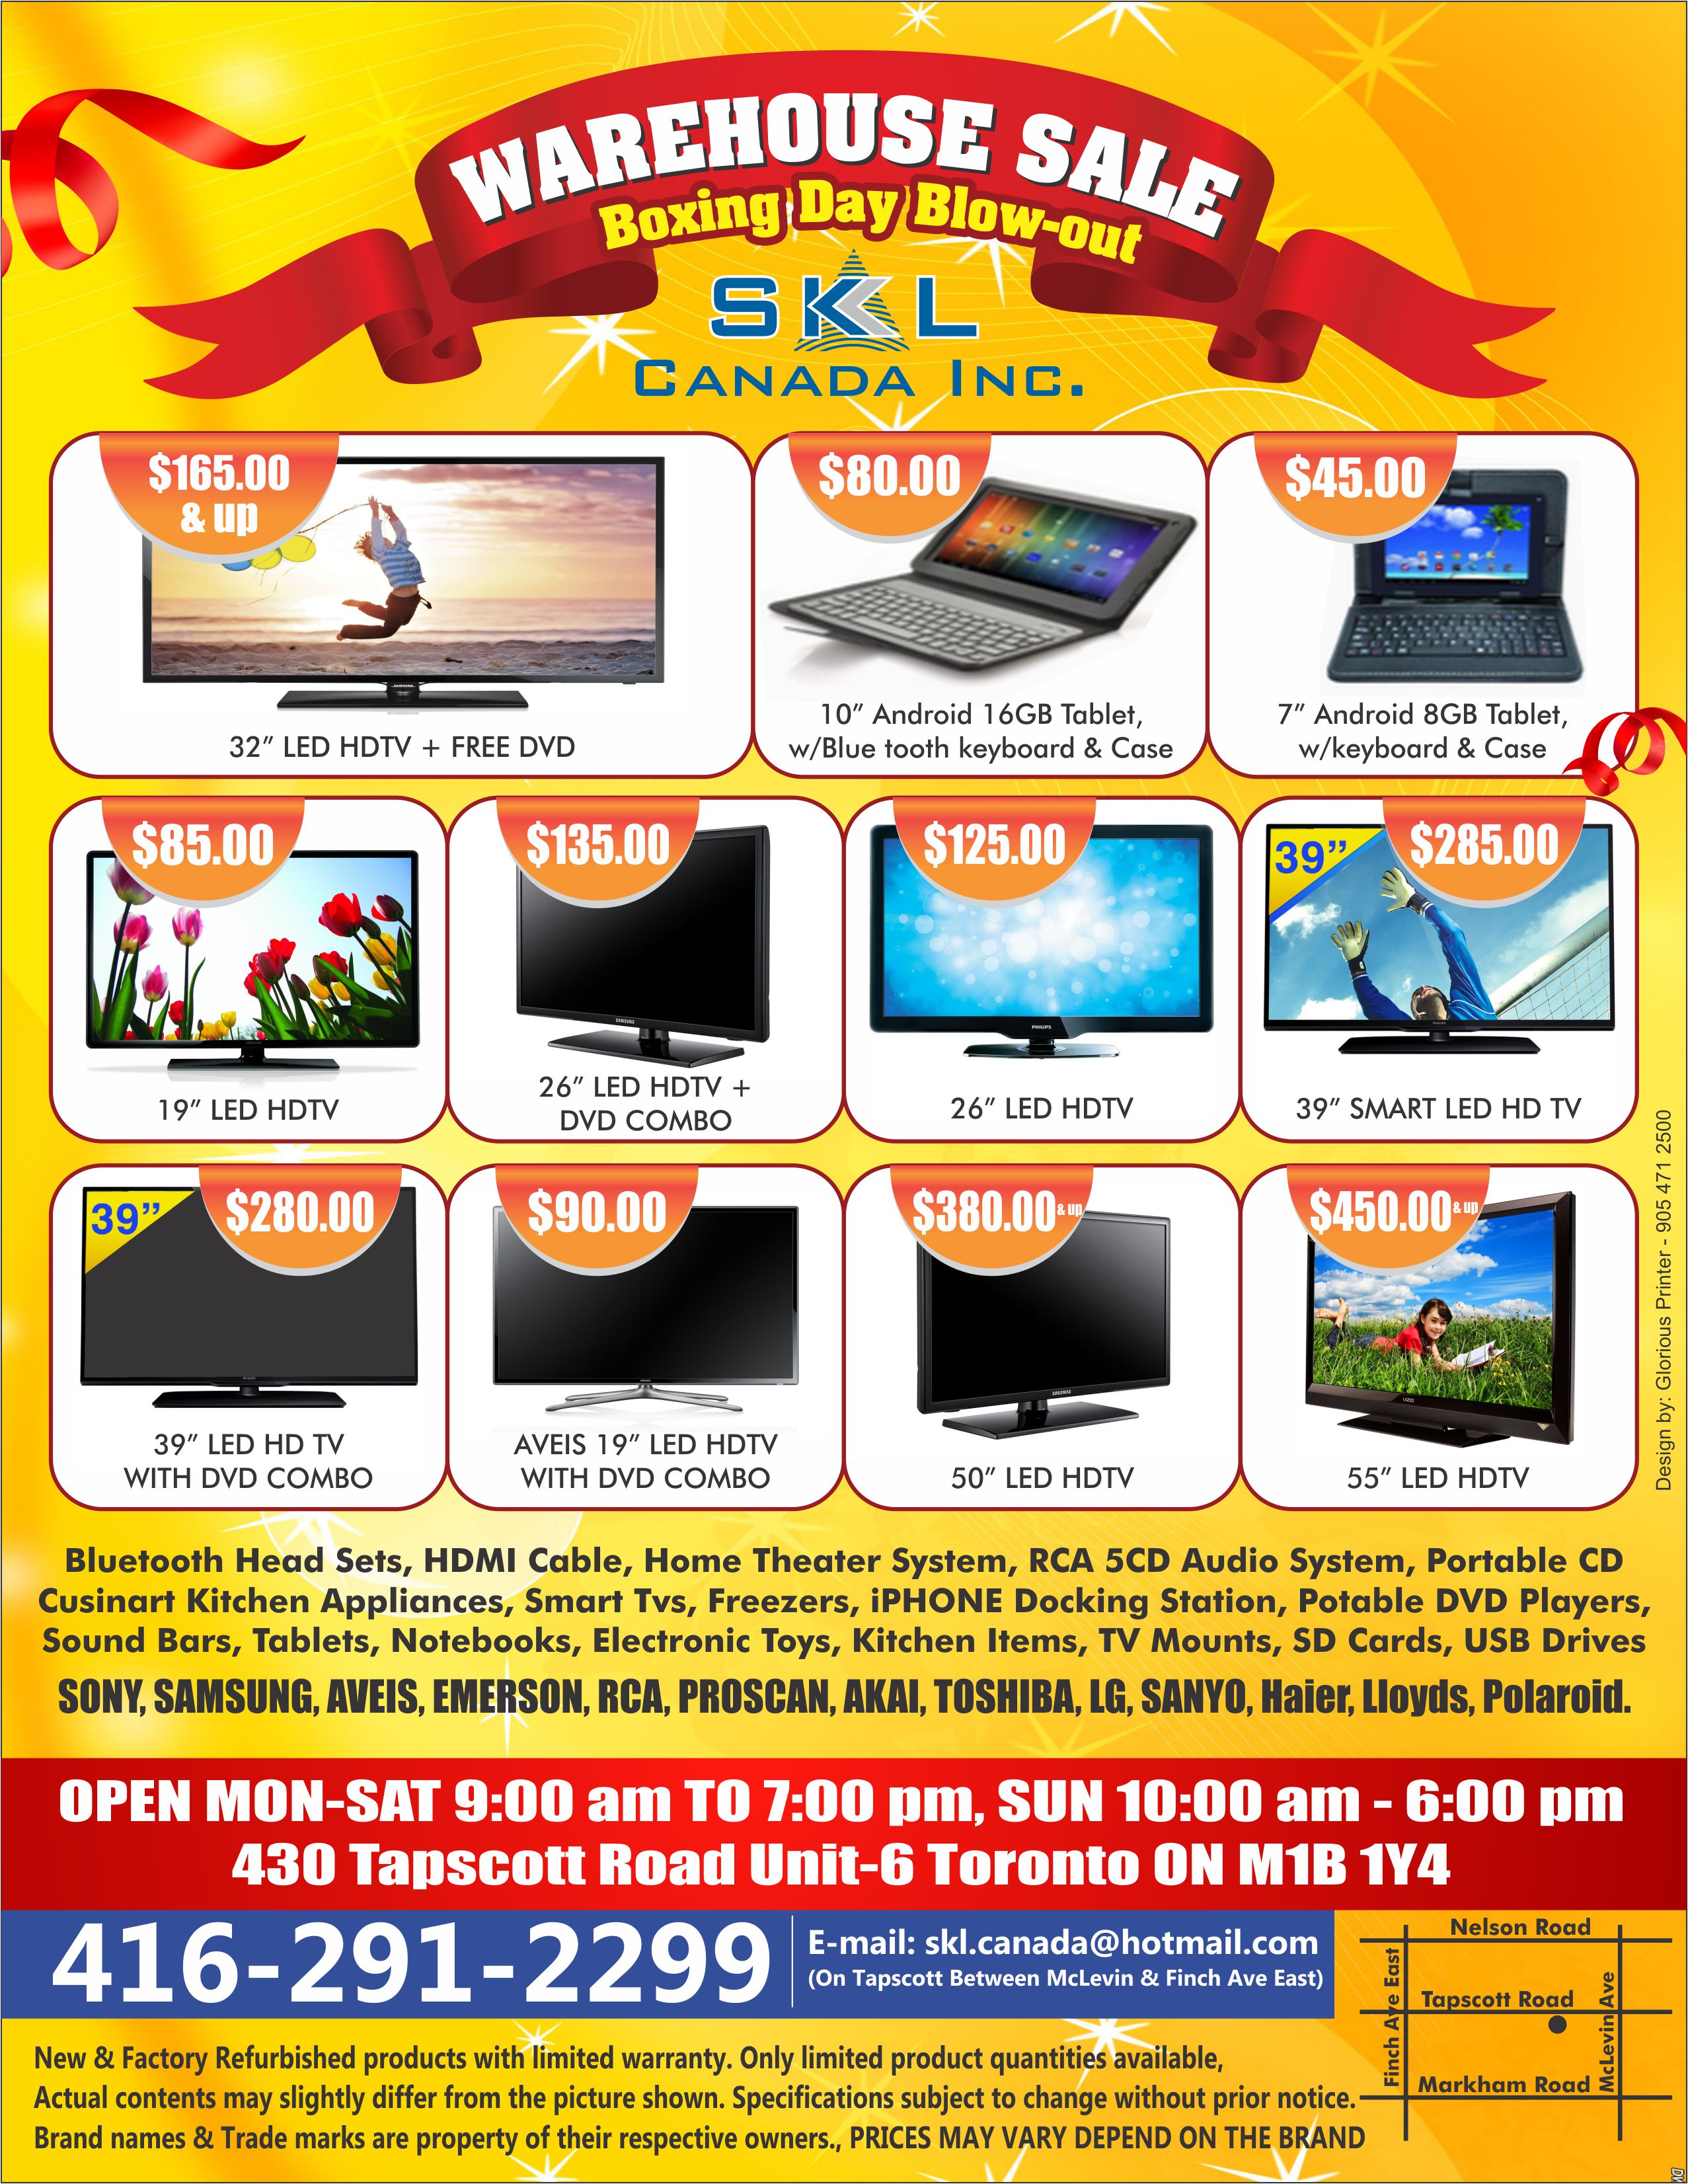 WAREHOUSE SALE
Boxing Day Blow-out
SKL
CANADA INC.
$165.00
& up
SAMSUNG
32” LED HDTV + FREE DVD
$80.00
10” Android 16GB Tablet,
w/Blue tooth keyboard & Case
$45.00
7” Android 8GB Tablet,
w/keyboard & Case
$85.00
19” LED HDTV
$135.00
SAMSUNG
26” LED HDTV +
DVD COMBO
$125.00
PHILIPS
26” LED HDTV
39”
$285.00
39” SMART LED HD TV
39”
$280.00
39” LED HD TV
WITH DVD COMBO
$90.00
AVEIS 19” LED HDTV
WITH DVD COMBO
$380.00 & up
50” LED HDTV
$450.00 & up
VIZIO
55” LED HDTV
Design by: Glorious Printer - 905 471 2500
Bluetooth Head Sets, HDMI Cable, Home Theater System, RCA 5CD Audio System, Portable CD
Cusinart Kitchen Appliances, Smart Tvs, Freezers, iPHONE Docking Station, Potable DVD Players,
Sound Bars, Tablets, Notebooks, Electronic Toys, Kitchen Items, TV Mounts, SD Cards, USB Drives
SONY, SAMSUNG, AVEIS, EMERSON, RCA, PROSCAN, AKAI, TOSHIBA, LG, SANYO, Haier, Lloyds, Polaroid.
OPEN MON-SAT 9:00 am TO 7:00 pm, SUN 10:00 am - 6:00 pm
430 Tapscott Road Unit-6 Toronto ON M1B 1Y4
416-291-2299
E-mail: skl.canada@hotmail.com
(On Tapscott Between McLevin & Finch Ave East)
Nelson Road
Finch Ave East
Tapscott Road
McLevin Ave
Markham Road
New & Factory Refurbished products with limited warranty. Only limited product quantities available,
Actual contents may slightly differ from the picture shown. Specifications subject to change without prior notice.
Brand names & Trade marks are property of their respective owners., PRICES MAY VARY DEPEND ON THE BRAND